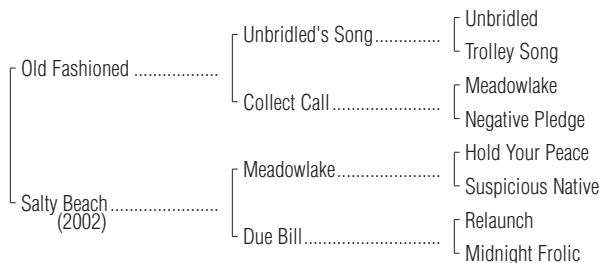 Unbridled
Unbridled's Song..............
Trolley Song
Old Fashioned ..................
Meadowlake
Collect Call.......................
Negative Pledge
Hold Your Peace
Meadowlake......................
Suspicious Native
Salty Beach.......................
(2002)
Relaunch
Due Bill............................
Midnight Frolic